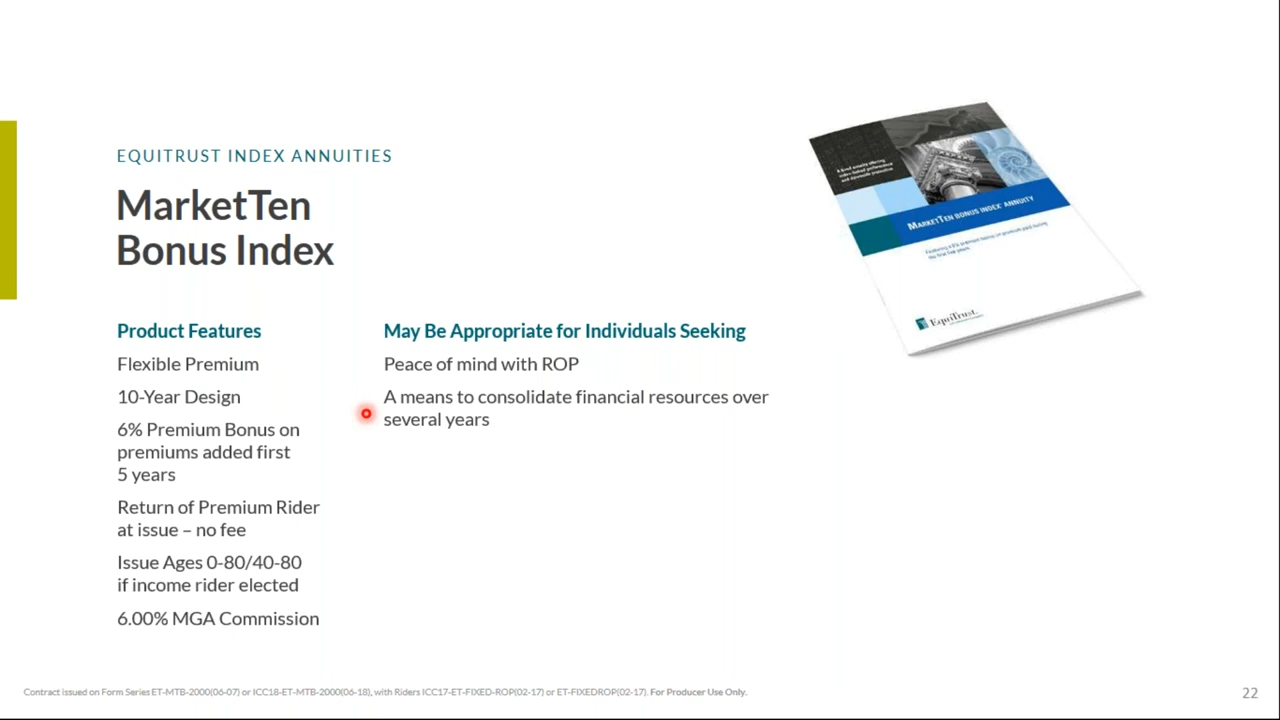 EQUITRUST INDEX ANNUITIES
MarketTen
Bonus Index
Product Features
Flexible Premium
10-Year Design
6% Premium Bonus on
premiums added first
5 years
Return of Premium Rider
at issue – no fee
Issue Ages 0-80/40-80
if income rider elected
6.00% MGA Commission
May Be Appropriate for Individuals Seeking
Peace of mind with ROP
A means to consolidate financial resources over
several years
MARKETTEN BONUS INDEX® ANNUITY
EquiTrust
Contract issued on Form Series ET-MTB-2000(06-07) or ICC18-ET-MTB-2000(06-18), with Riders ICC17-ET-FIXED-ROP(02-17) or ET-FIXEDROP(02-17). For Producer Use Only.
22